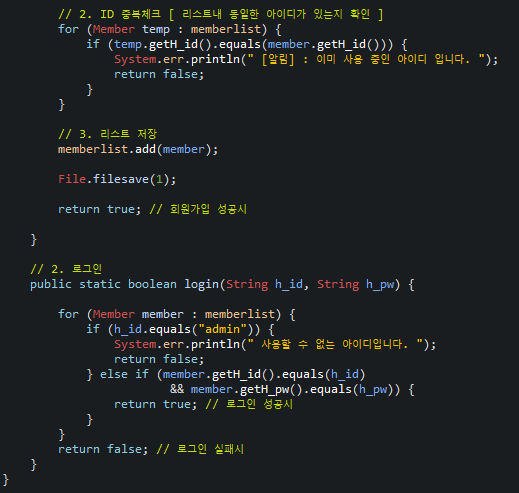 // 2. ID 중복체크 [ 리스트내 동일한 아이디가 있는지 확인 ]
for (Member temp : memberlist) {
if (temp.getH_id().equals(member.getH_id())) {
System.err.println(" [알림] : 이미 사용 중인 아이디 입니다. ");
return false;
}
}
// 3. 리스트 저장
memberlist.add(member);
File.filesave(1);
return true; // 회원가입 성공시
}
// 2. 로그인
public static boolean login(String h_id, String h_pw) {
for (Member member : memberlist) {
if (h_id.equals("admin")) {
System.err.println(" 사용할 수 없는 아이디입니다. ");
return false;
} else if (member.getH_id().equals(h_id)
&& member.getH_pw().equals(h_pw)) {
return true; // 로그인 성공시
}
}
return false; // 로그인 실패시
}
}